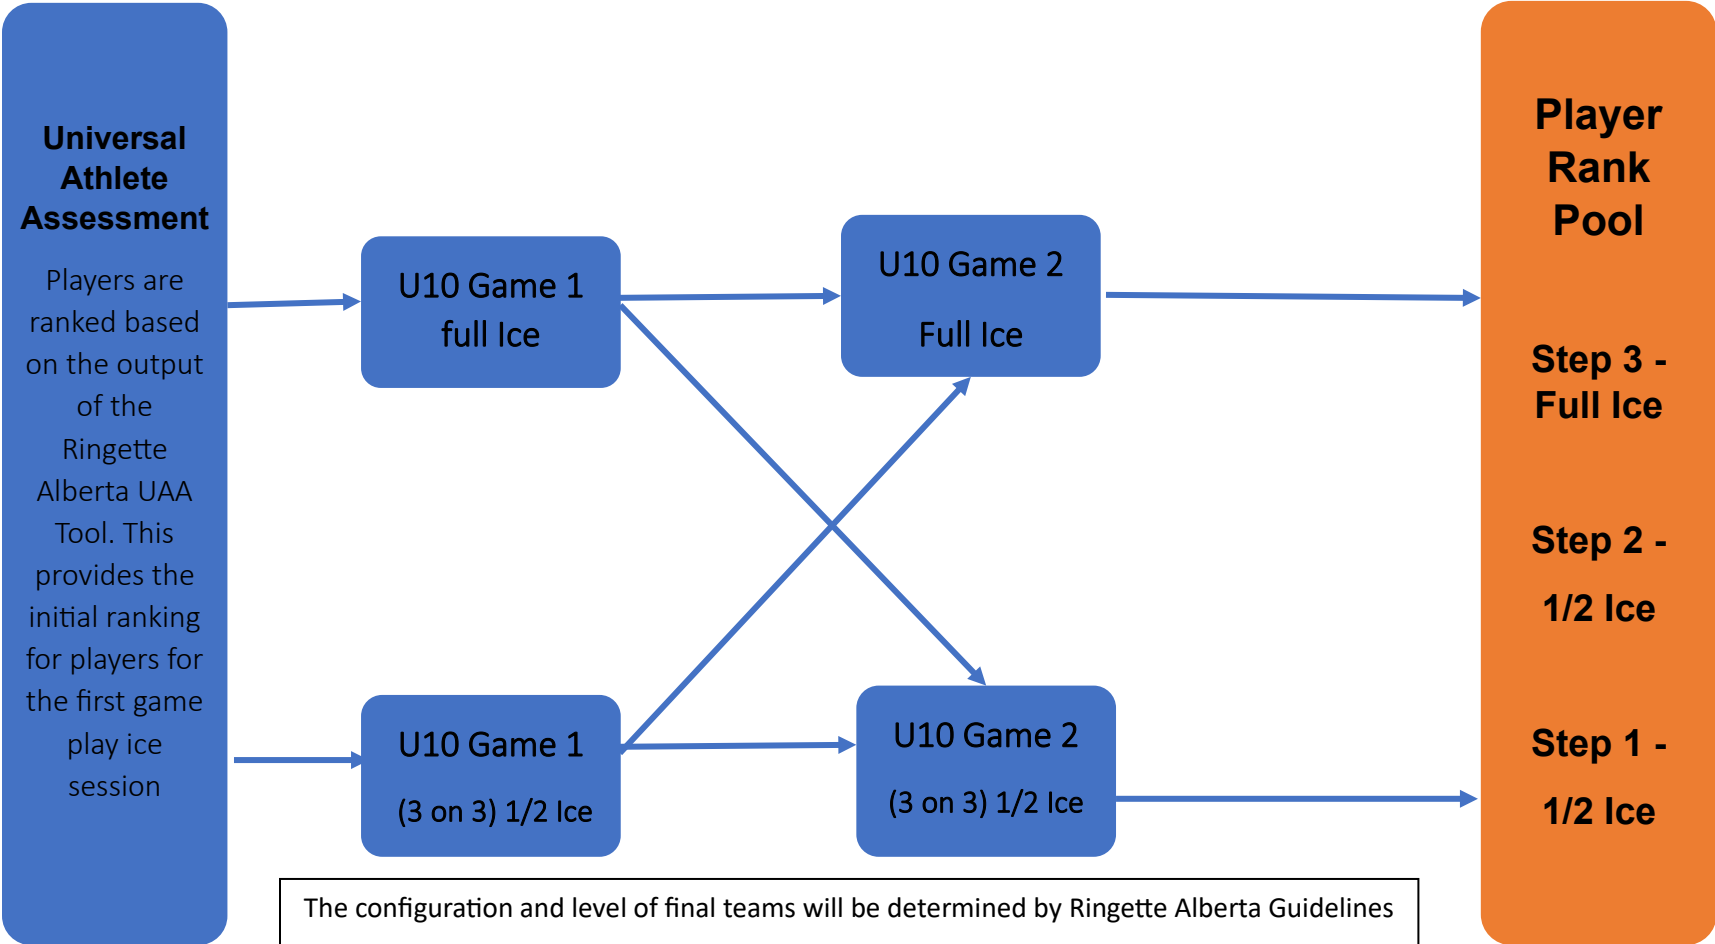 Universal
Athlete
Assessment
Players are
ranked based
on the output
of the
Ringette
Alberta UAA
Tool. This
provides the
initial ranking
for players for
the first game
play ice
session
U10 Game 1
full Ice
U10 Game 1
(3 on 3) 1/2 Ice
U10 Game 2
Full Ice
U10 Game 2
(3 on 3) 1/2 Ice
Player
Rank
Pool
Step 3 -
Full Ice
Step 2 -
1/2 Ice
Step 1 -
1/2 Ice
The configuration and level of final teams will be determined by Ringette Alberta Guidelines